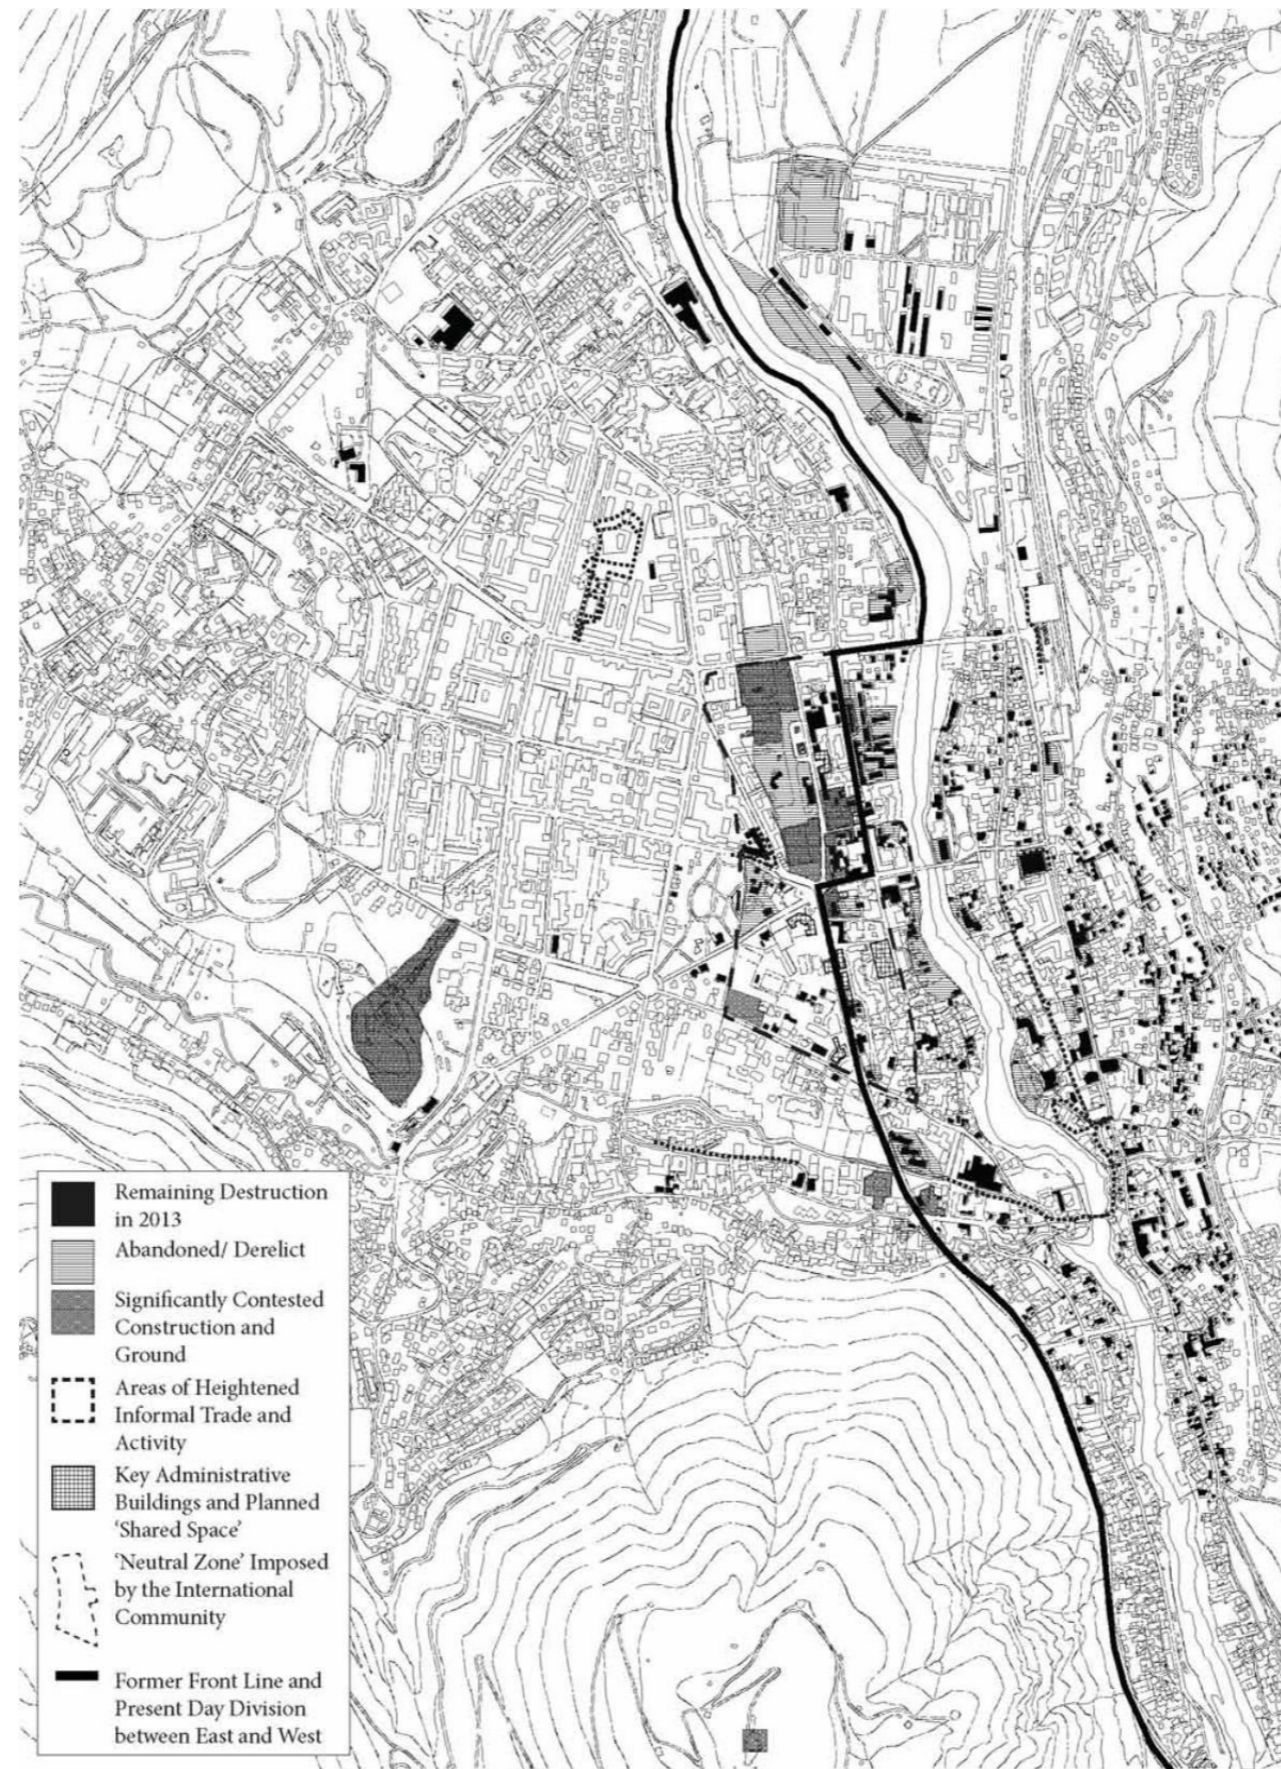 Remaining Destruction
in 2013
Abandoned/ Derelict
Significantly Contested
Construction and
Ground
Areas of Heightened
Informal Trade and
Activity
Key Administrative
Buildings and Planned
‘Shared Space’
‘Neutral Zone’ Imposed
by the International
Community
Former Front Line and
Present Day Division
between East and West